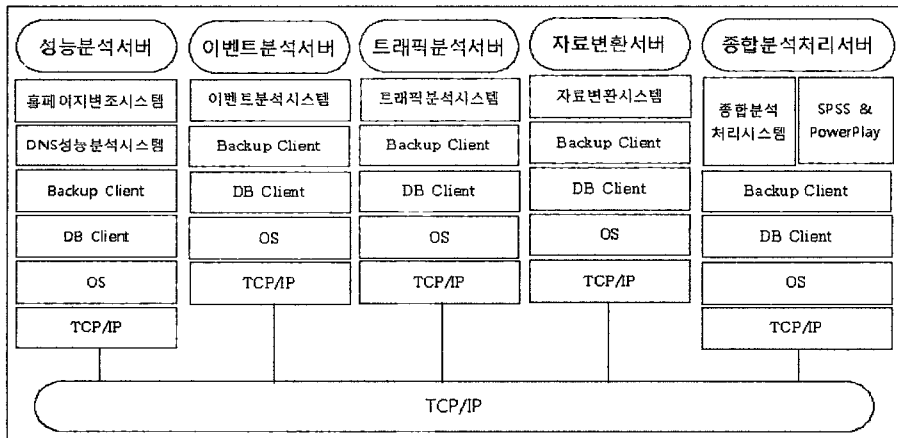 성능분석서버
홈페이지변조시스템
DNS성능분석시스템
Backup Client
DB Client
OS
TCP/IP
이벤트분석서버
이벤트분석시스템
Backup Client
DB Client
OS
TCP/IP
트래픽분석서버
트래픽분석시스템
Backup Client
DB Client
OS
TCP/IP
자료변환서버
자료변환시스템
Backup Client
DB Client
OS
TCP/IP
종합분석처리서버
종합분석
처리시스템
SPSS &
PowerPlay
Backup Client
DB Client
OS
TCP/IP
TCP/IP